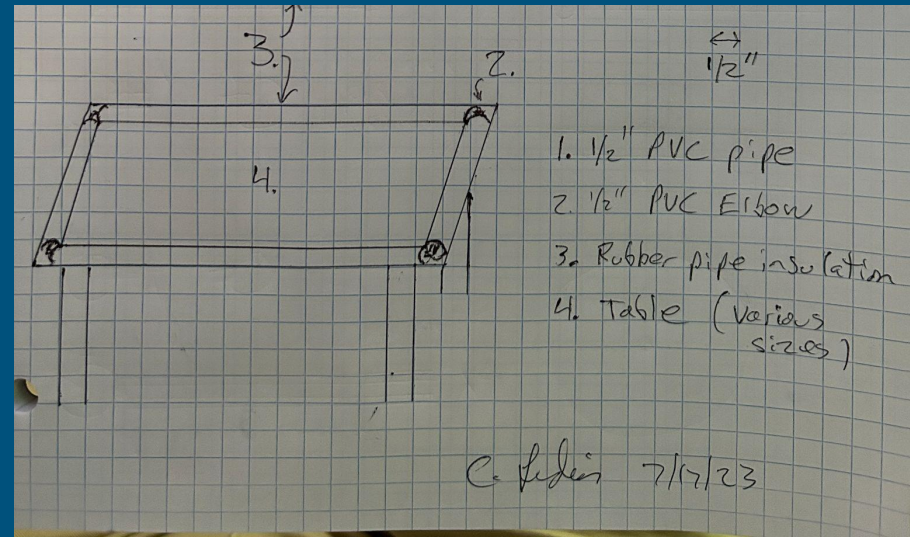 3.
2.
1/2"
4.
1. 1/2" PVC pipe
2. 1/2" PVC Elbow
3. Rubber pipe insulation
4. Table (various
sizes)
C. 7/17/23